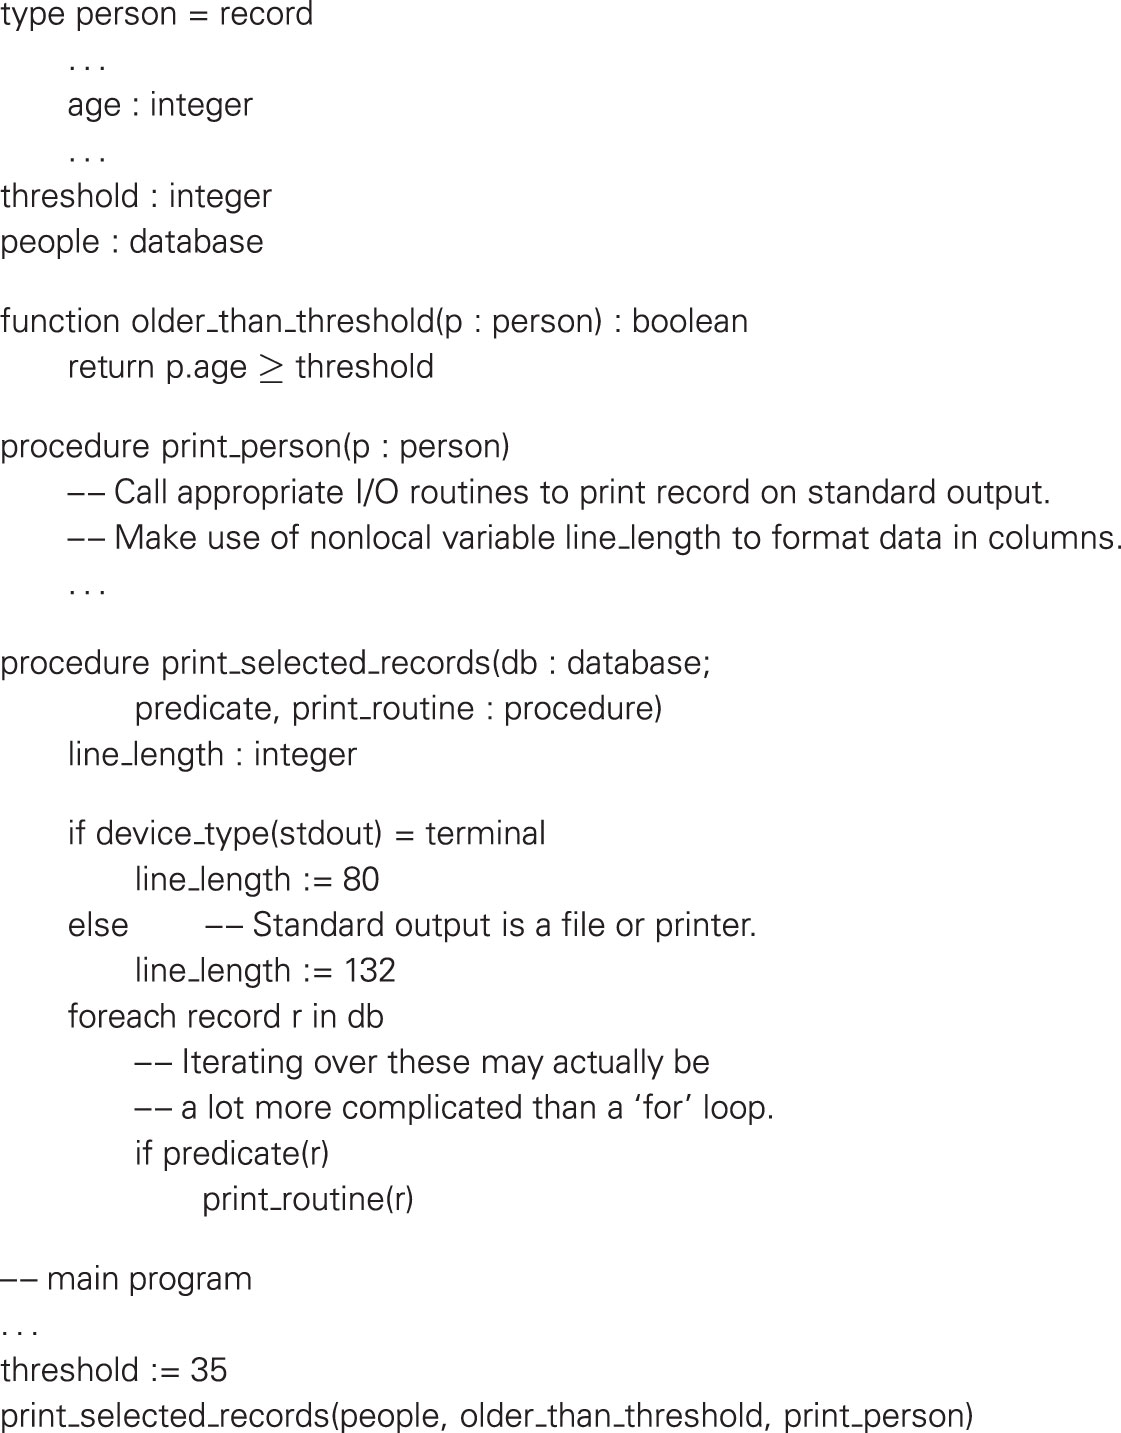 type person = record
. . .
age : integer
. . .
threshold : integer
people : database
function older_than_threshold(p : person) : boolean
return p.age ≥ threshold
procedure print_person(p : person)
–– Call appropriate I/O routines to print record on standard output.
–– Make use of nonlocal variable line_length to format data in columns.
. . .
procedure print_selected_records(db : database;
predicate, print_routine : procedure)
line_length : integer
if device_type(stdout) = terminal
line_length := 80
else –– Standard output is a file or printer.
line_length := 132
foreach record r in db
–– Iterating over these may actually be
–– a lot more complicated than a ‘for’ loop.
if predicate(r)
print_routine(r)
–– main program
. . .
threshold := 35
print_selected_records(people, older_than_threshold, print_person)